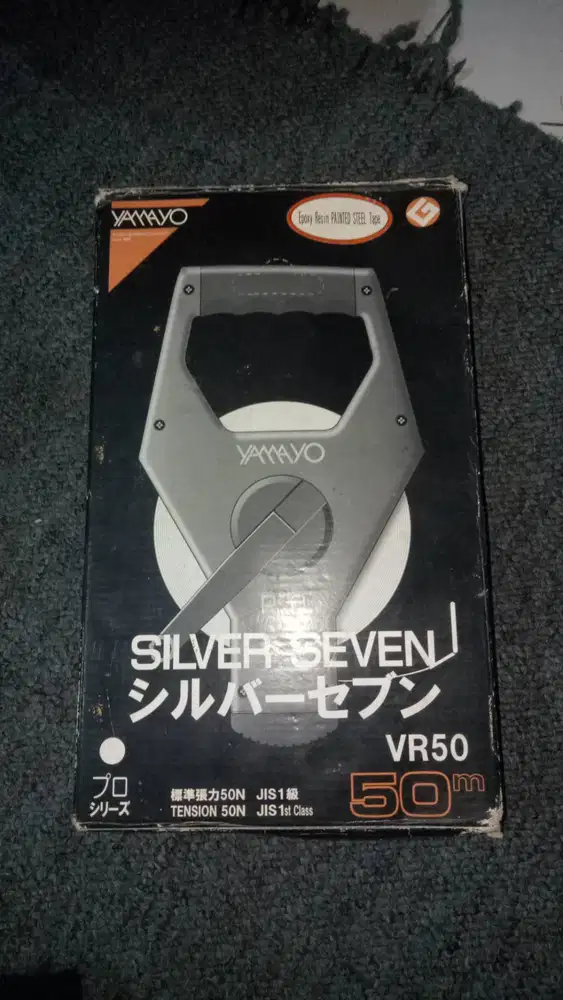 YAMAYO
Epoxy Resin PAINTED STEEL Tape
YAMAYO
SILVER SEVEN
シルバーセブン
VR50
プロ
シリーズ
標準張力50N JIS1級
TENSION 50N JIS1st Class
50m